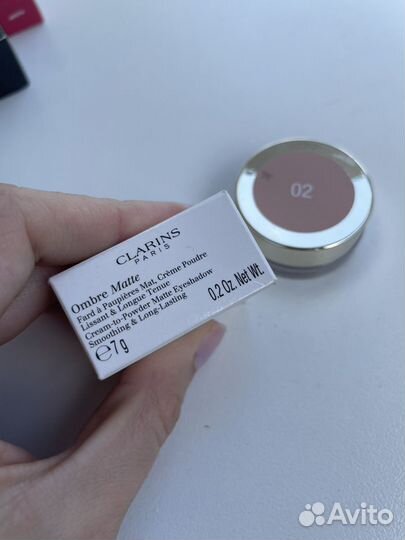 02
CLARINS
PARIS
Ombre Matte
Fard à Paupières Mat. Crème Poudre
Lissant & Longue Tenue
Cream-to-Powder Matte Eyeshadow
Smoothing & Long-Lasting
℮7 g
0.2 Oz. Net Wt.
Avito